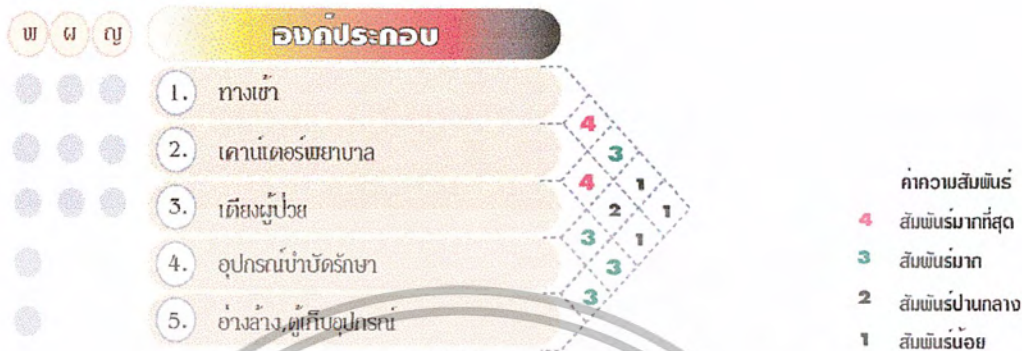 พ ผ ญ องค์ประกอบ
1. ทางเข้า
4
2. เคาน์เตอร์พยาบาล
3
4 1
3. เตียงผู้ป่วย
2 1
3 1
4. อุปกรณ์บำบัดรักษา
3
3
5. อ่างล้าง,ตู้เก็บอุปกรณ์
ค่าความสัมพันธ์
4 สัมพันธ์มากที่สุด
3 สัมพันธ์มาก
2 สัมพันธ์ปานกลาง
1 สัมพันธ์น้อย